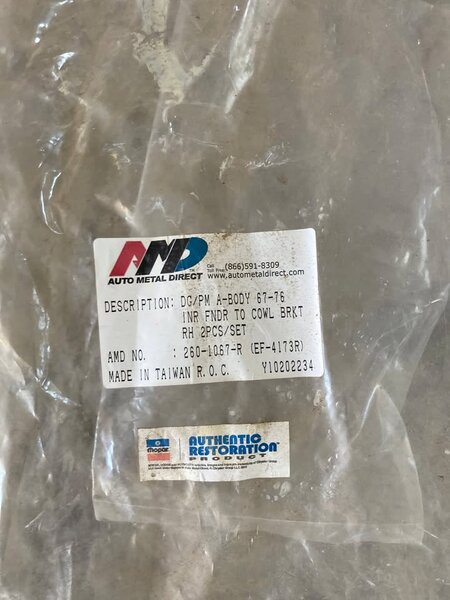 AMD TM
AUTO METAL DIRECT
Call Toll Free (866)591-8309
www.autometaldirect.com
DESCRIPTION: DG/PM A-BODY 67-76
INR FNDR TO COWL BRKT
RH 2PCS/SET
AMD NO. : 260-1067-R (EF-4173R)
MADE IN TAIWAN R.O.C. Y10202234
mopar
AUTHENTIC
RESTORATION
PRODUCT